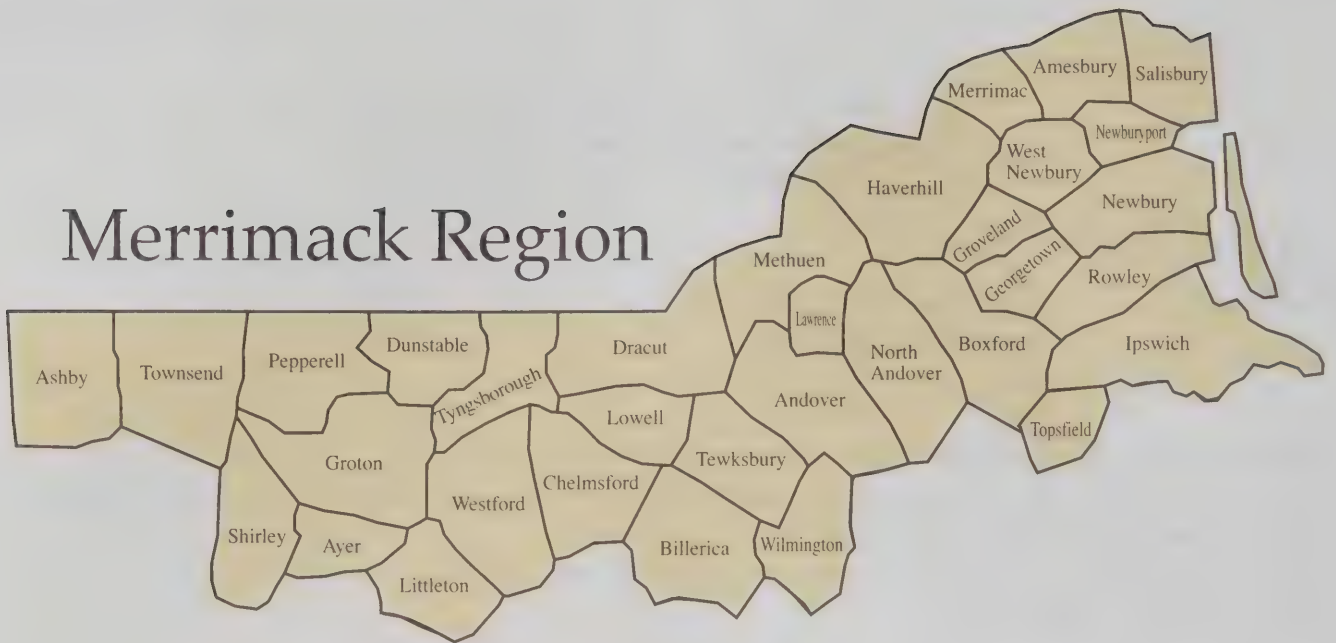 Merrimack Region
Amesbury
Salisbury
Merrimac
Newburyport
West
Newbury
Haverhill
Newbury
Groveland
Georgetown
Rowley
Methuen
Lawrence
Ipswich
Boxford
North
Andover
Andover
Topsfield
Dracut
Lowell
Tewksbury
Wilmington
Billerica
Chelmsford
Tyngsborough
Dunstable
Pepperell
Townsend
Ashby
Groton
Westford
Shirley
Ayer
Littleton